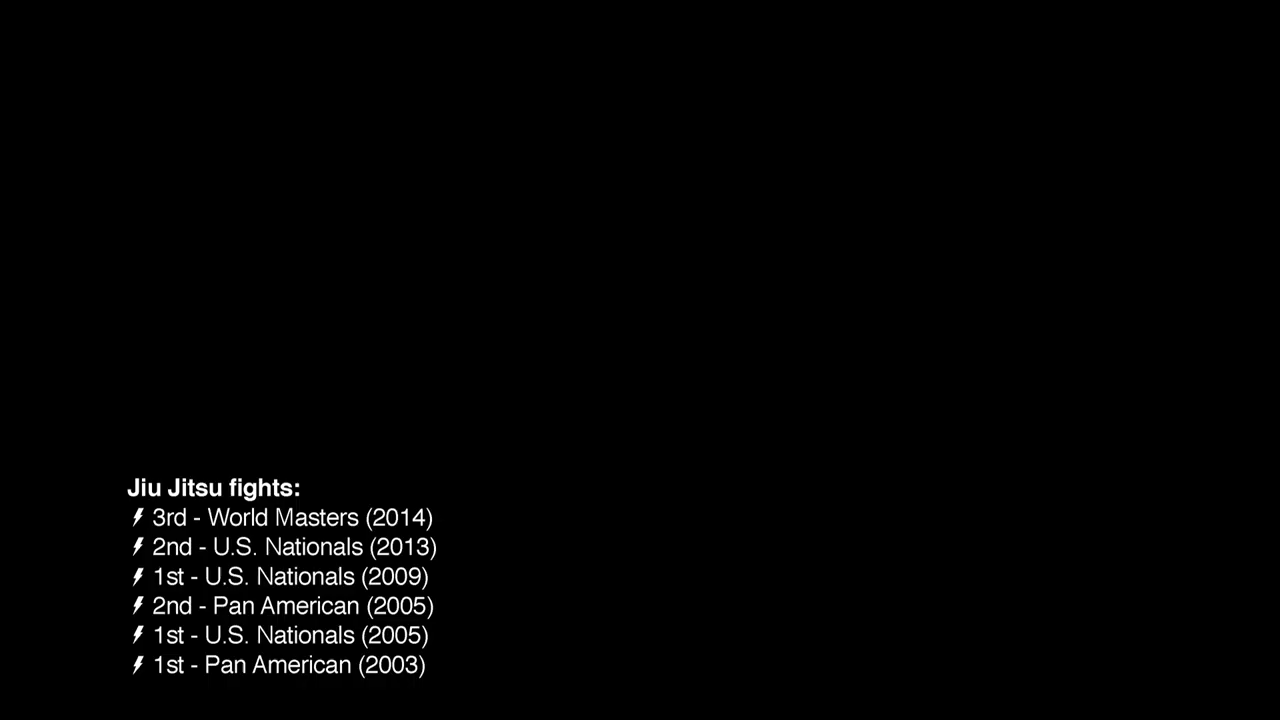 Jiu Jitsu fights:
3rd - World Masters (2014)
2nd - U.S. Nationals (2013)
1st - U.S. Nationals (2009)
2nd - Pan American (2005)
1st - U.S. Nationals (2005)
1st - Pan American (2003)